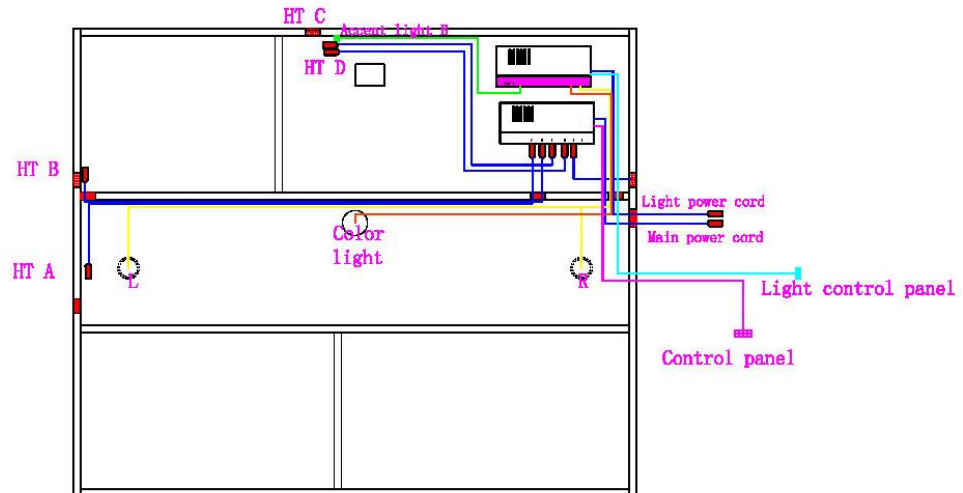 HT C
Accent light B
HT D
HT B
Light power cord
Color
light
Main power cord
HT A
L
R
Light control panel
Control panel